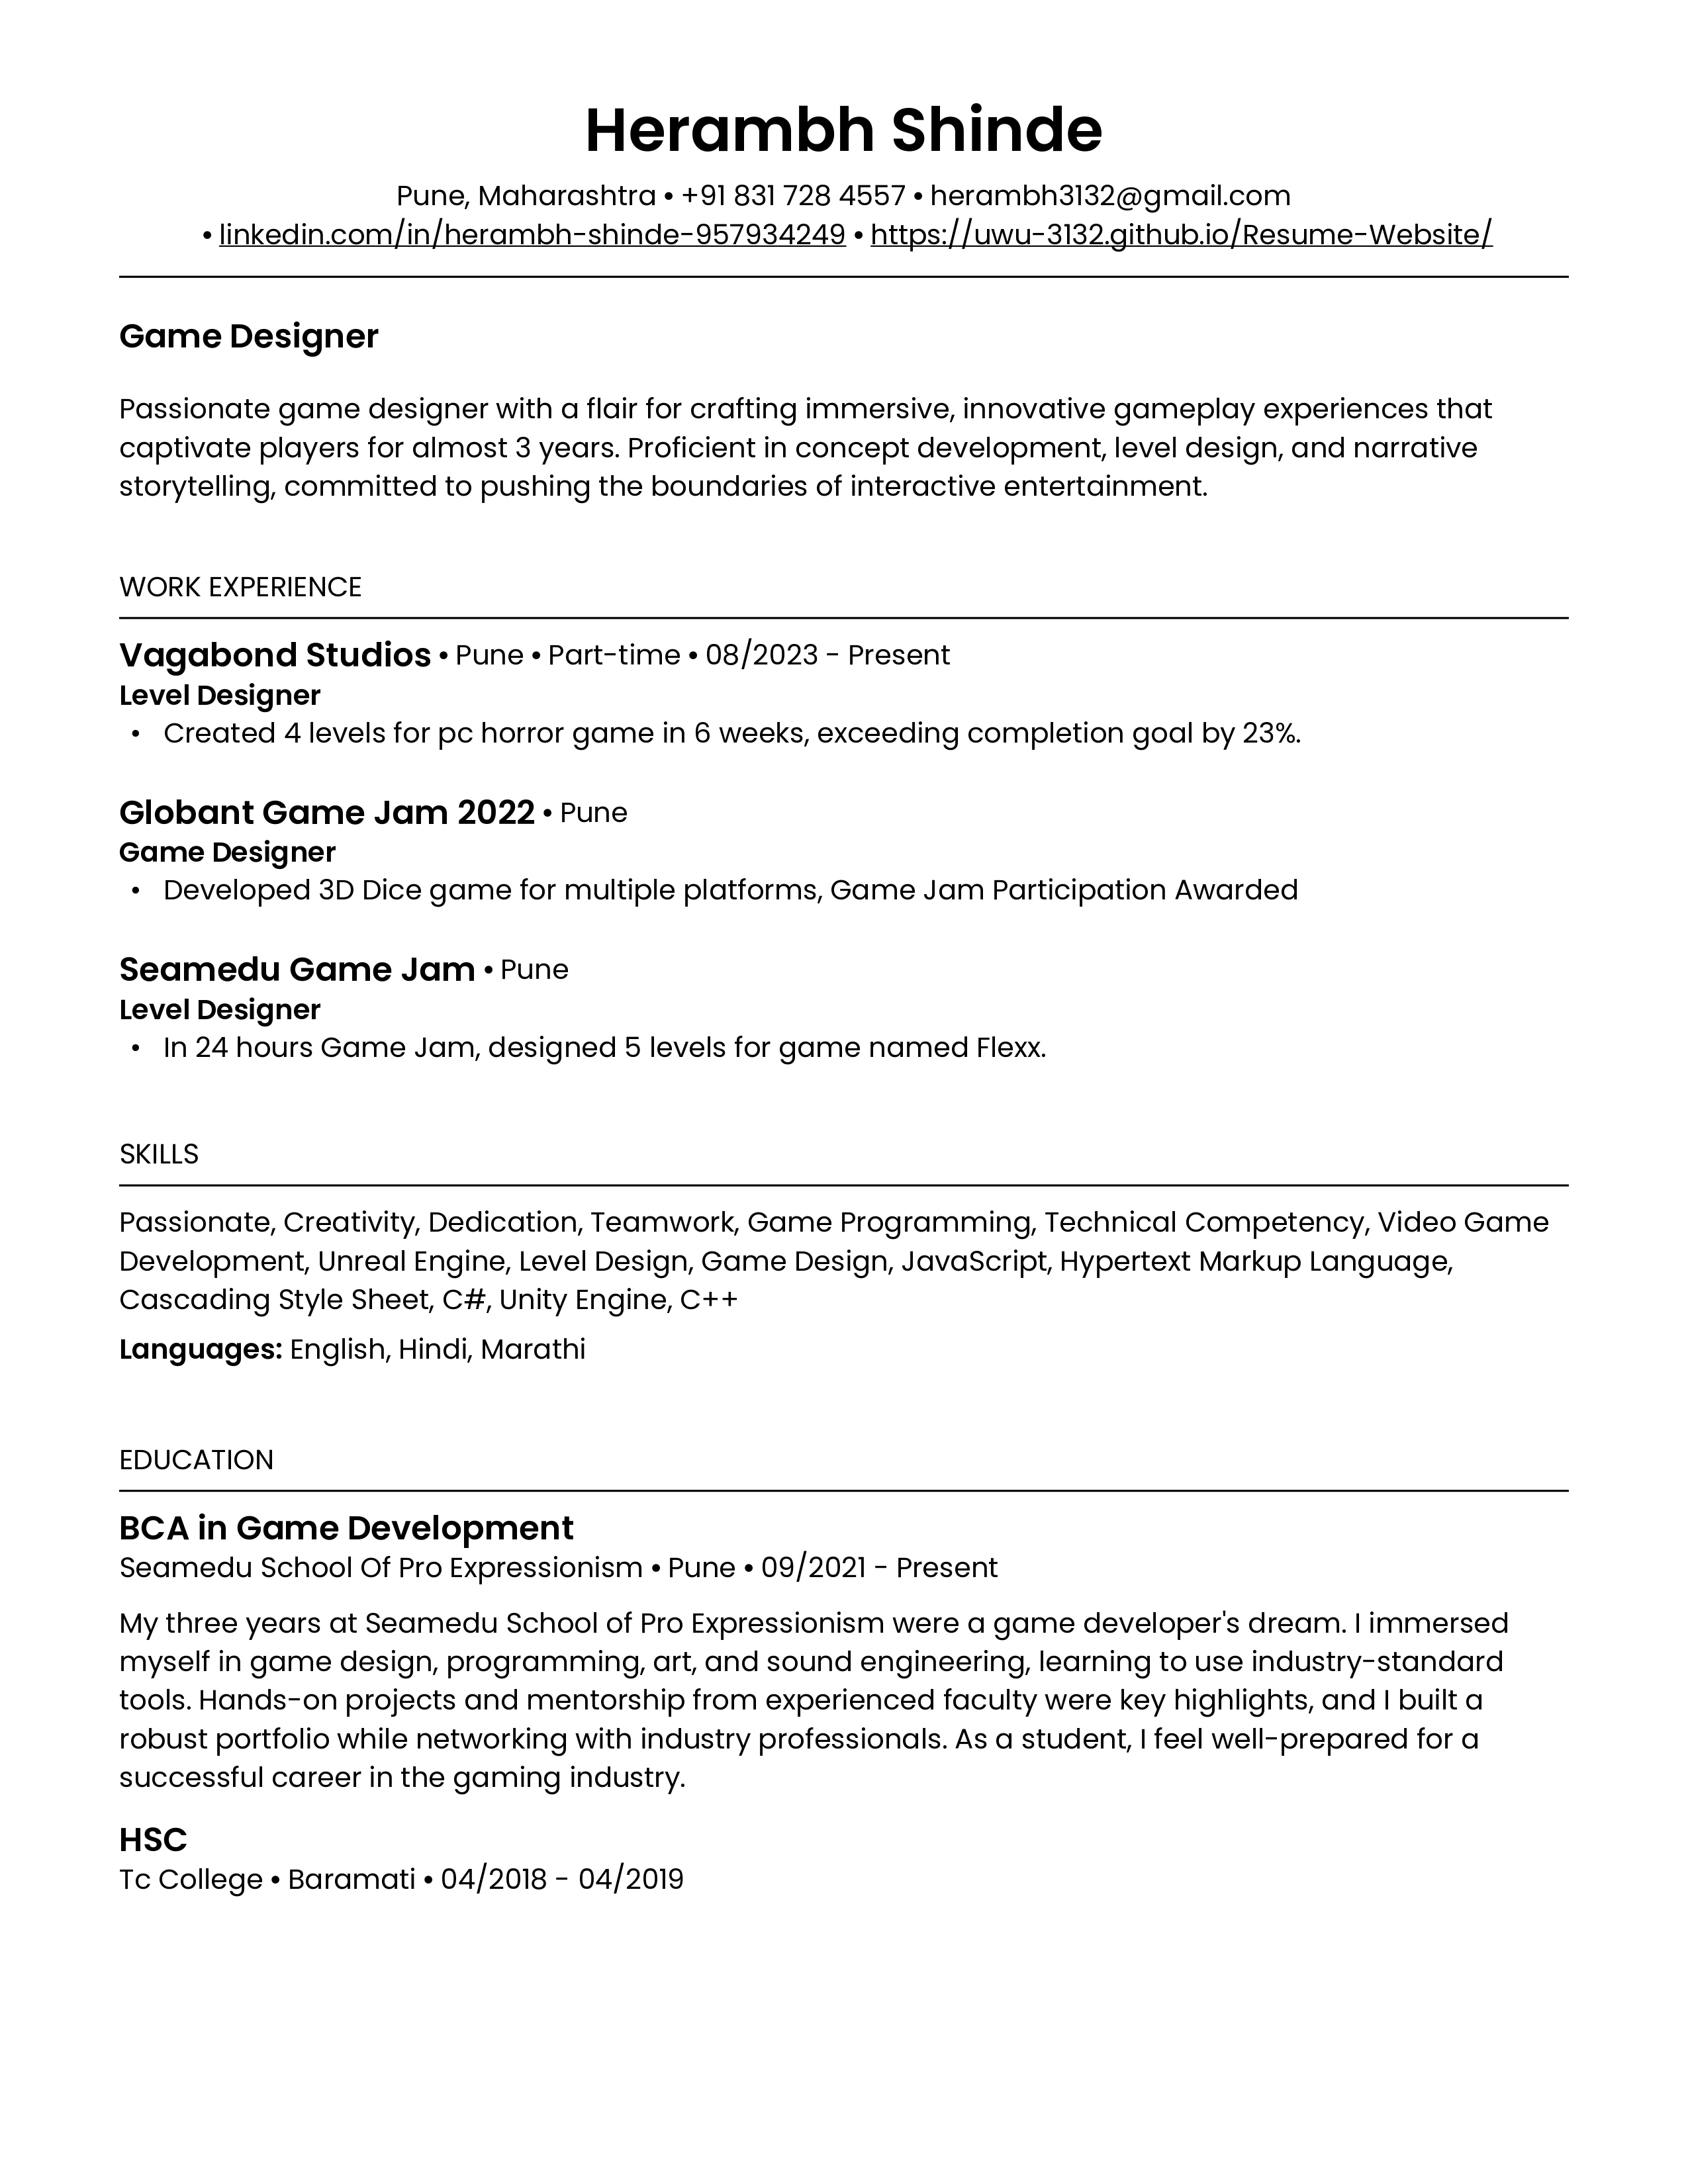 Herambh Shinde
Pune, Maharashtra • +91 831 728 4557 • herambh3132@gmail.com
• linkedin.com/in/herambh-shinde-957934249 • https://uwu-3132.github.io/Resume-Website/
Game Designer
Passionate game designer with a flair for crafting immersive, innovative gameplay experiences that
captivate players for almost 3 years. Proficient in concept development, level design, and narrative
storytelling, committed to pushing the boundaries of interactive entertainment.
WORK EXPERIENCE
Vagabond Studios • Pune • Part-time • 08/2023 - Present
Level Designer
• Created 4 levels for pc horror game in 6 weeks, exceeding completion goal by 23%.
Globant Game Jam 2022 • Pune
Game Designer
• Developed 3D Dice game for multiple platforms, Game Jam Participation Awarded
Seamedu Game Jam • Pune
Level Designer
• In 24 hours Game Jam, designed 5 levels for game named Flexx.
SKILLS
Passionate, Creativity, Dedication, Teamwork, Game Programming, Technical Competency, Video Game
Development, Unreal Engine, Level Design, Game Design, JavaScript, Hypertext Markup Language,
Cascading Style Sheet, C#, Unity Engine, C++
Languages: English, Hindi, Marathi
EDUCATION
BCA in Game Development
Seamedu School Of Pro Expressionism • Pune • 09/2021 - Present
My three years at Seamedu School of Pro Expressionism were a game developer's dream. I immersed
myself in game design, programming, art, and sound engineering, learning to use industry-standard
tools. Hands-on projects and mentorship from experienced faculty were key highlights, and I built a
robust portfolio while networking with industry professionals. As a student, I feel well-prepared for a
successful career in the gaming industry.
HSC
Tc College • Baramati • 04/2018 - 04/2019